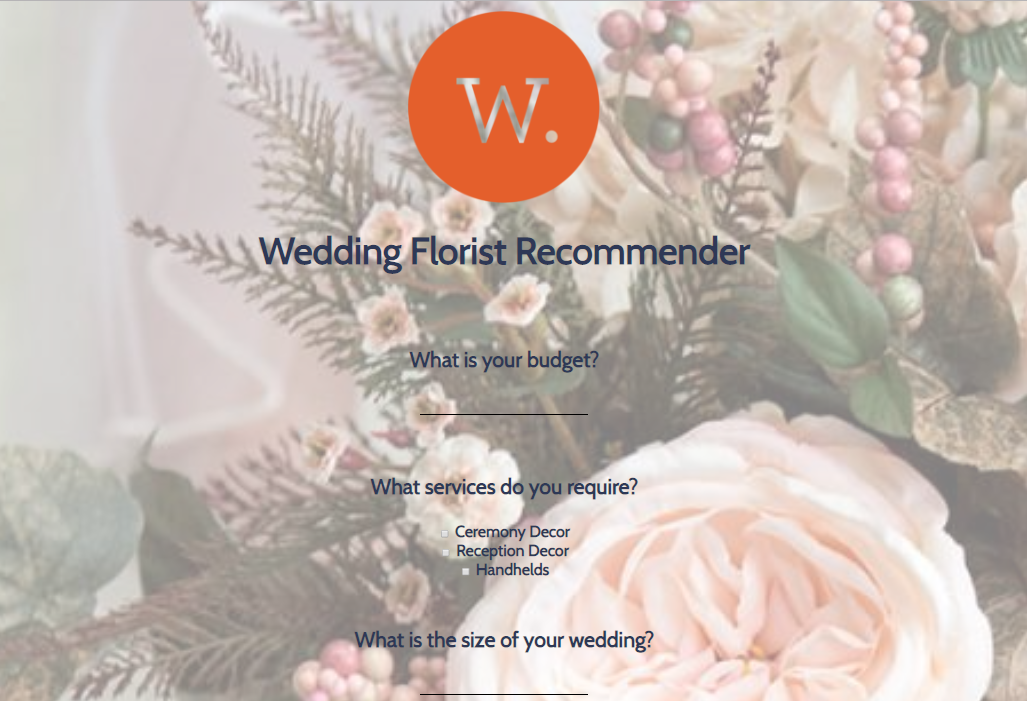 W.
Wedding Florist Recommender
What is your budget?
What services do you require?
Ceremony Decor
Reception Decor
Handhelds
What is the size of your wedding?